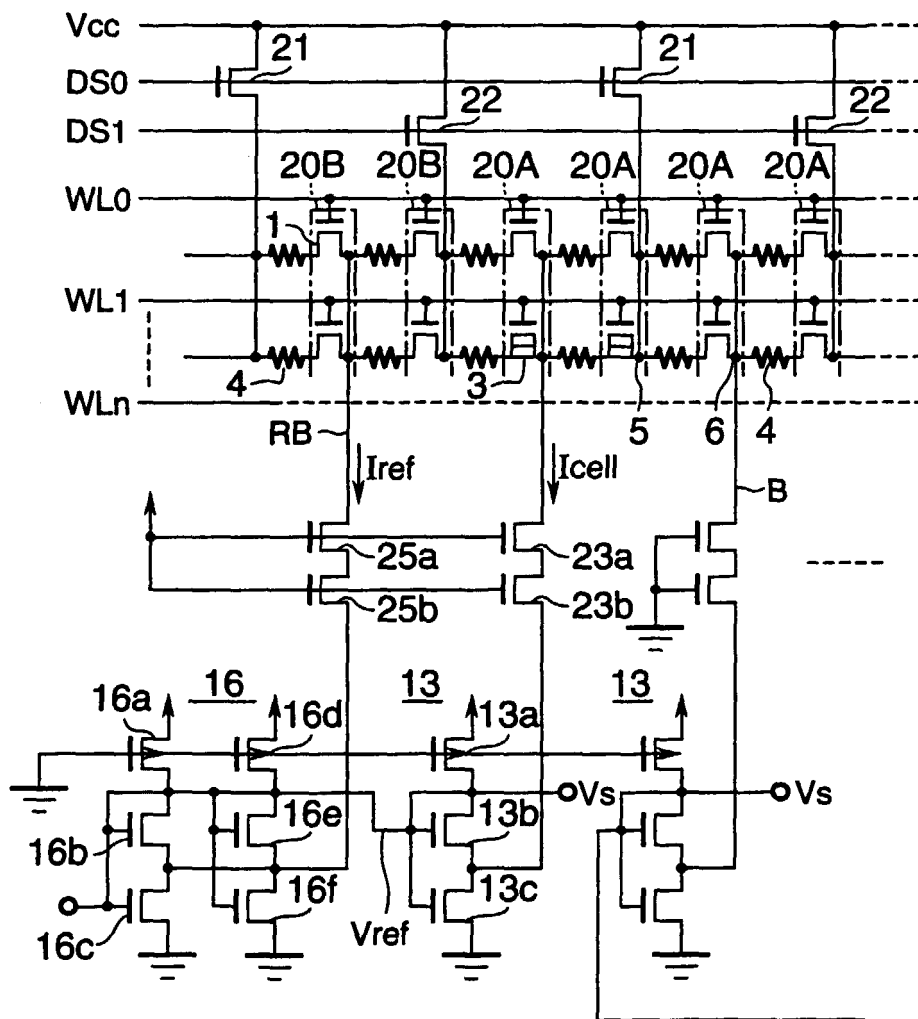 Vcc
21
21
DS0
22
22
DS1
20B 20B 20A 20A 20A 20A
WL0
1
WL1
4
3
5
6
4
WLn
RB
Iref
Icell
B
25a
23a
25b
23b
16
13
13
16a
16d
13a
Vs
Vs
16b
16e
13b
16c
16f
Vref
13c